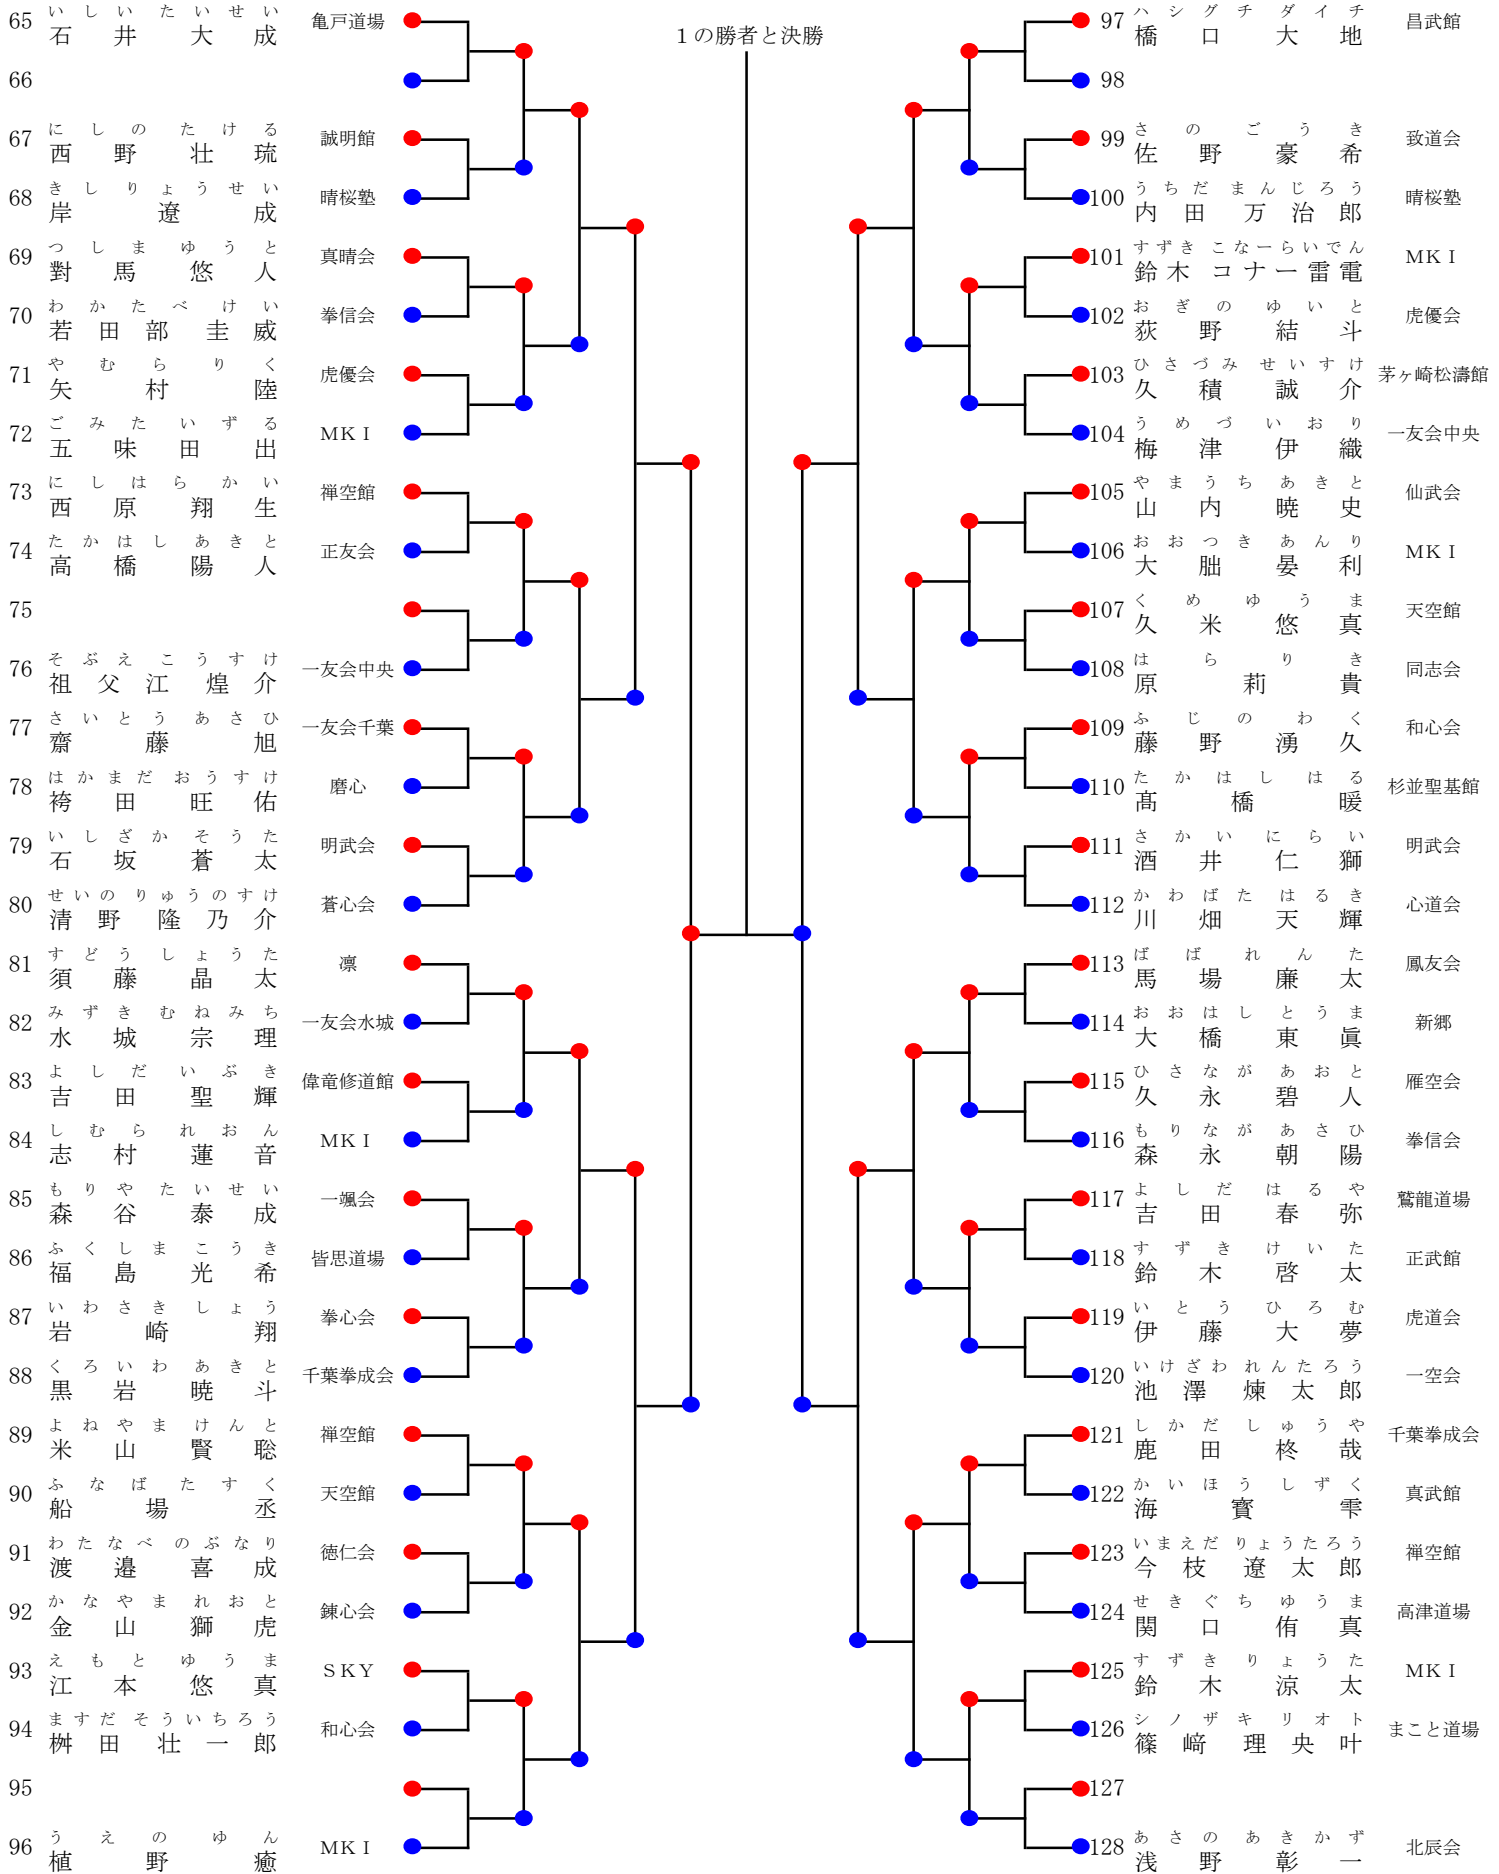 1の勝者と決勝
いしい たいせい
65 石井 大成 亀戸道場
66
にしの たける
67 西野 壮琉 誠明館
きし りょうせい
68 岸 遼成 晴桜塾
つしま ゆうと
69 對馬 悠人 真晴会
わかたべ けい
70 若田部 圭威 拳信会
やむら りく
71 矢村 陸 虎優会
ごみた いずる
72 五味田 出 MKI
にしはら かい
73 西原 翔生 禅空館
たかはし あきと
74 高橋 陽人 正友会
75
そぶえ こうすけ
76 祖父江 煌介 一友会中央
さいとう あさひ
77 齋藤 旭 一友会千葉
はかまだ おうすけ
78 袴田 旺佑 磨心
いしざか そうた
79 石坂 蒼太 明武会
せいの りゅうのすけ
80 清野 隆乃介 蒼心会
すどう しょうた
81 須藤 晶太 凛
みずき むねみち
82 水城 宗理 一友会水城
よしだ いぶき
83 吉田 聖輝 偉竜修道館
しむら れおん
84 志村 蓮音 MKI
もりや たいせい
85 森谷 泰成 一颯会
ふくしま こうき
86 福島 光希 皆思道場
いわさき しょう
87 岩崎 翔 拳心会
くろいわ あきと
88 黒岩 暁斗 千葉拳成会
よねやま けんと
89 米山 賢聡 禅空館
ふなば たすく
90 船場 丞 天空館
わたなべ のぶなり
91 渡邉 喜成 徳仁会
かなやま れおと
92 金山 獅虎 錬心会
えもと ゆうま
93 江本 悠真 SKY
ますだ そういちろう
94 桝田 壮一郎 和心会
95
うえの ゆん
96 植野 癒 MKI
ハシグチ ダイチ
97 橋口 大地 昌武館
98
さの ごうき
99 佐野 豪希 致道会
うちだ まんじろう
100 内田 万治郎 晴桜塾
すずき こなーらいでん
101 鈴木 コナー雷電 MKI
おぎの ゆいと
102 荻野 結斗 虎優会
ひさづみ せいすけ
103 久積 誠介 茅ヶ崎松濤館
うめづ いおり
104 梅津 伊織 一友会中央
やまうち あきと
105 山内 暁史 仙武会
おおつき あんり
106 大朏 晏利 MKI
くめ ゆうま
107 久米 悠真 天空館
はら りき
108 原 莉貴 同志会
ふじの わく
109 藤野 湧久 和心会
たかはし はる
110 髙橋 暖 杉並聖基館
さかい にらい
111 酒井 仁獅 明武会
かわばた はるき
112 川畑 天輝 心道会
ばば れんた
113 馬場 廉太 鳳友会
おおはし とうま
114 大橋 東眞 新郷
ひさなが あおと
115 久永 碧人 雁空会
もりなが あさひ
116 森永 朝陽 拳信会
よしだ はるや
117 吉田 春弥 鷲龍道場
すずき けいた
118 鈴木 啓太 正武館
いとう ひろむ
119 伊藤 大夢 虎道会
いけざわ れんたろう
120 池澤 煉太郎 一空会
しかだ しゅうや
121 鹿田 柊哉 千葉拳成会
かいほう しずく
122 海寳 雫 真武館
いまえだ りょうたろう
123 今枝 遼太郎 禅空館
せきぐち ゆうま
124 関口 侑真 高津道場
すずき りょうた
125 鈴木 涼太 MKI
シノザキ リオト
126 篠﨑 理央叶 まこと道場
127
あさの あきかず
128 浅野 彰一 北辰会